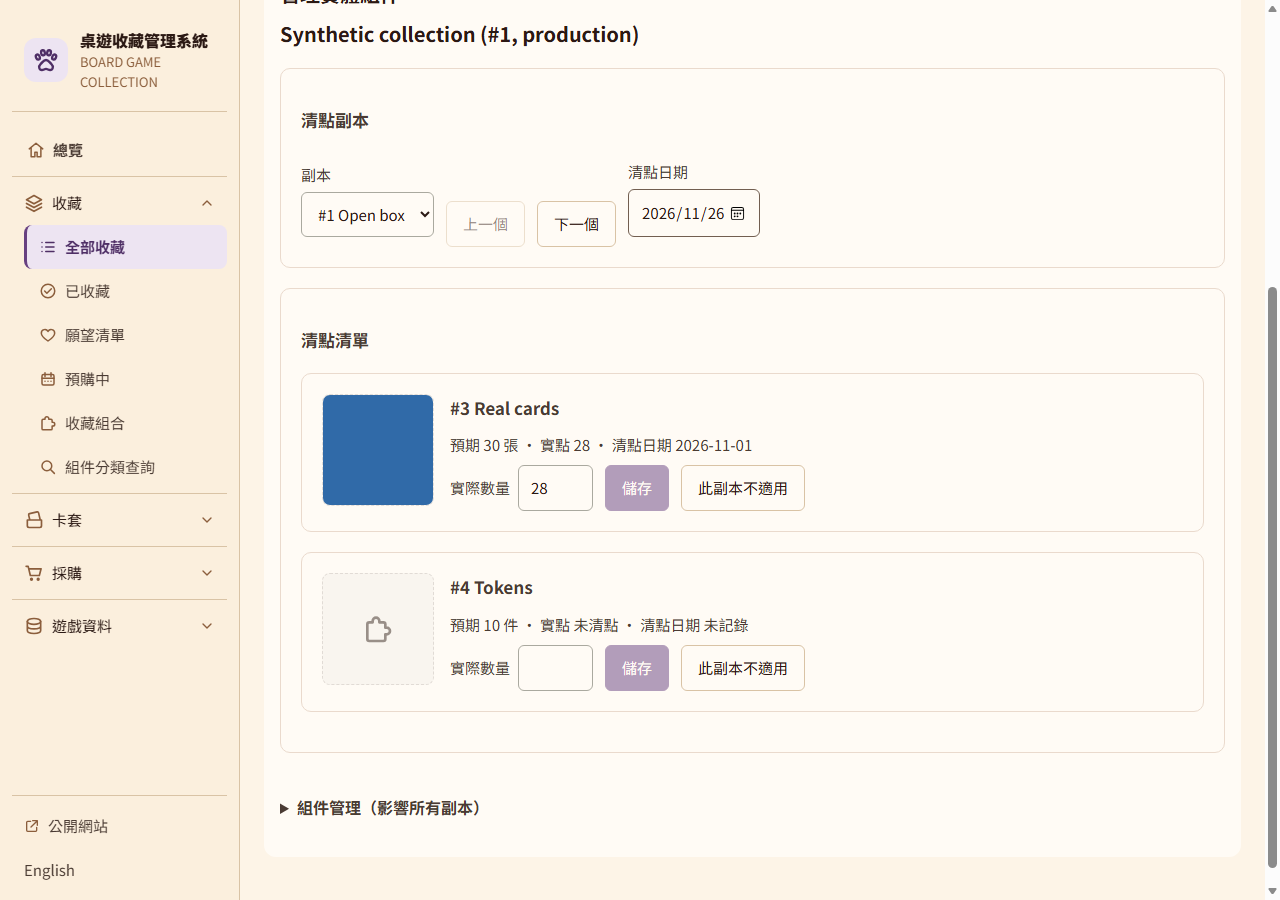 桌遊收藏管理系統
BOARD GAME
COLLECTION
總覽
收藏
全部收藏
已收藏
願望清單
預購中
收藏組合
組件分類查詢
卡套
採購
遊戲資料
公開網站
English
管理實體組件
Synthetic collection (#1, production)
清點副本
副本
#1 Open box
上一個
下一個
清點日期
2026/11/26
清點清單
#3 Real cards
預期 30 張 ・ 實點 28 ・ 清點日期 2026-11-01
實際數量 28 儲存 此副本不適用
#4 Tokens
預期 10 件 ・ 實點 未清點 ・ 清點日期 未記錄
實際數量 儲存 此副本不適用
組件管理（影響所有副本）